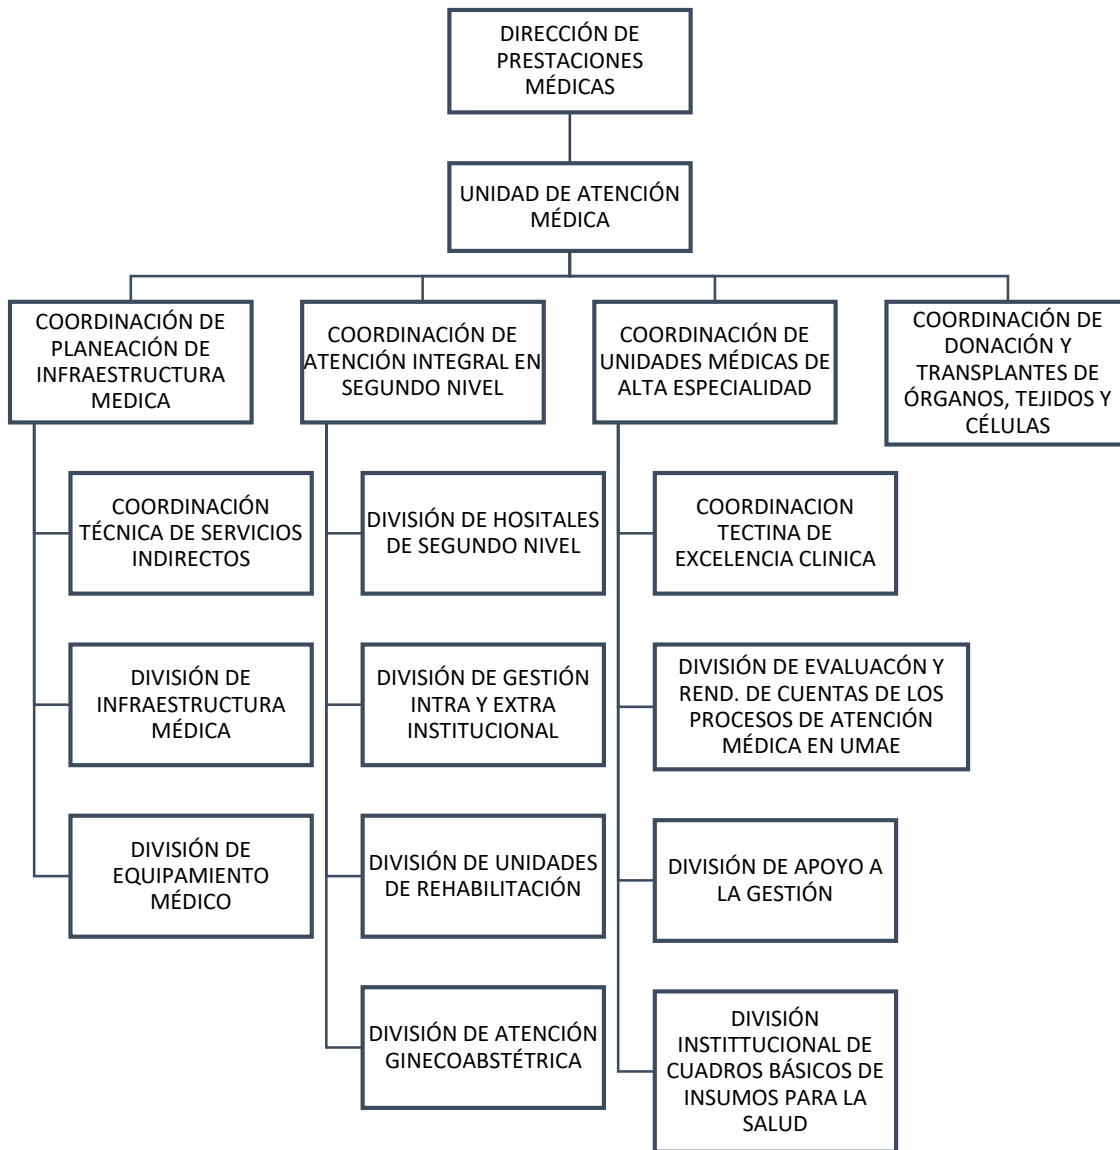 DIRECCIÓN DE
PRESTACIONES
MÉDICAS
UNIDAD DE ATENCIÓN
MÉDICA
COORDINACIÓN DE
PLANEACIÓN DE
INFRAESTRUCTURA
MEDICA
COORDINACIÓN DE
ATENCIÓN INTEGRAL EN
SEGUNDO NIVEL
COORDINACIÓN DE
UNIDADES MÉDICAS DE
ALTA ESPECIALIDAD
COORDINACIÓN DE
DONACIÓN Y
TRANSPLANTES DE
ÓRGANOS, TEJIDOS Y
CÉLULAS
COORDINACIÓN
TÉCNICA DE SERVICIOS
INDIRECTOS
DIVISIÓN DE HOSITALES
DE SEGUNDO NIVEL
COORDINACION
TECTINA DE
EXCELENCIA CLINICA
DIVISIÓN DE
INFRAESTRUCTURA
MÉDICA
DIVISIÓN DE GESTIÓN
INTRA Y EXTRA
INSTITUCIONAL
DIVISIÓN DE EVALUACÓN Y
REND. DE CUENTAS DE LOS
PROCESOS DE ATENCIÓN
MÉDICA EN UMAE
DIVISIÓN DE
EQUIPAMIENTO
MÉDICO
DIVISIÓN DE UNIDADES
DE REHABILITACIÓN
DIVISIÓN DE APOYO A
LA GESTIÓN
DIVISIÓN DE ATENCIÓN
GINECOABSTÉTRICA
DIVISIÓN
INSTITTUCIONAL DE
CUADROS BÁSICOS DE
INSUMOS PARA LA
SALUD